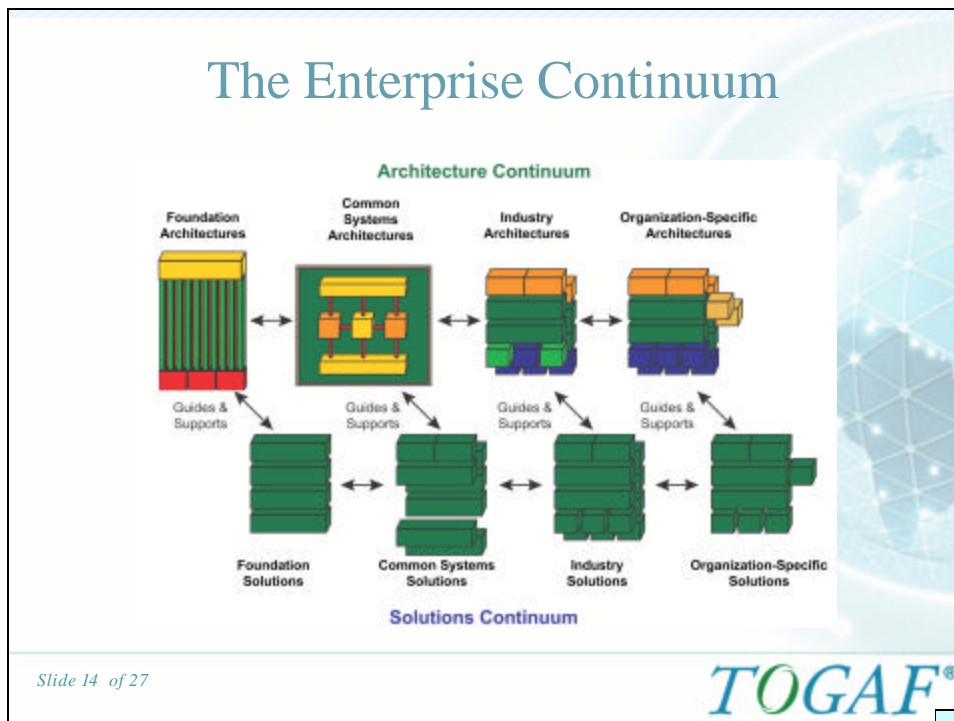 The Enterprise Continuum
Architecture Continuum
Foundation
Architectures
Common
Systems
Architectures
Industry
Architectures
Organization-Specific
Architectures
Guides &
Supports
Guides &
Supports
Guides &
Supports
Guides &
Supports
Foundation
Solutions
Common Systems
Solutions
Industry
Solutions
Organization-Specific
Solutions
Solutions Continuum
Slide 14 of 27
TOGAF®